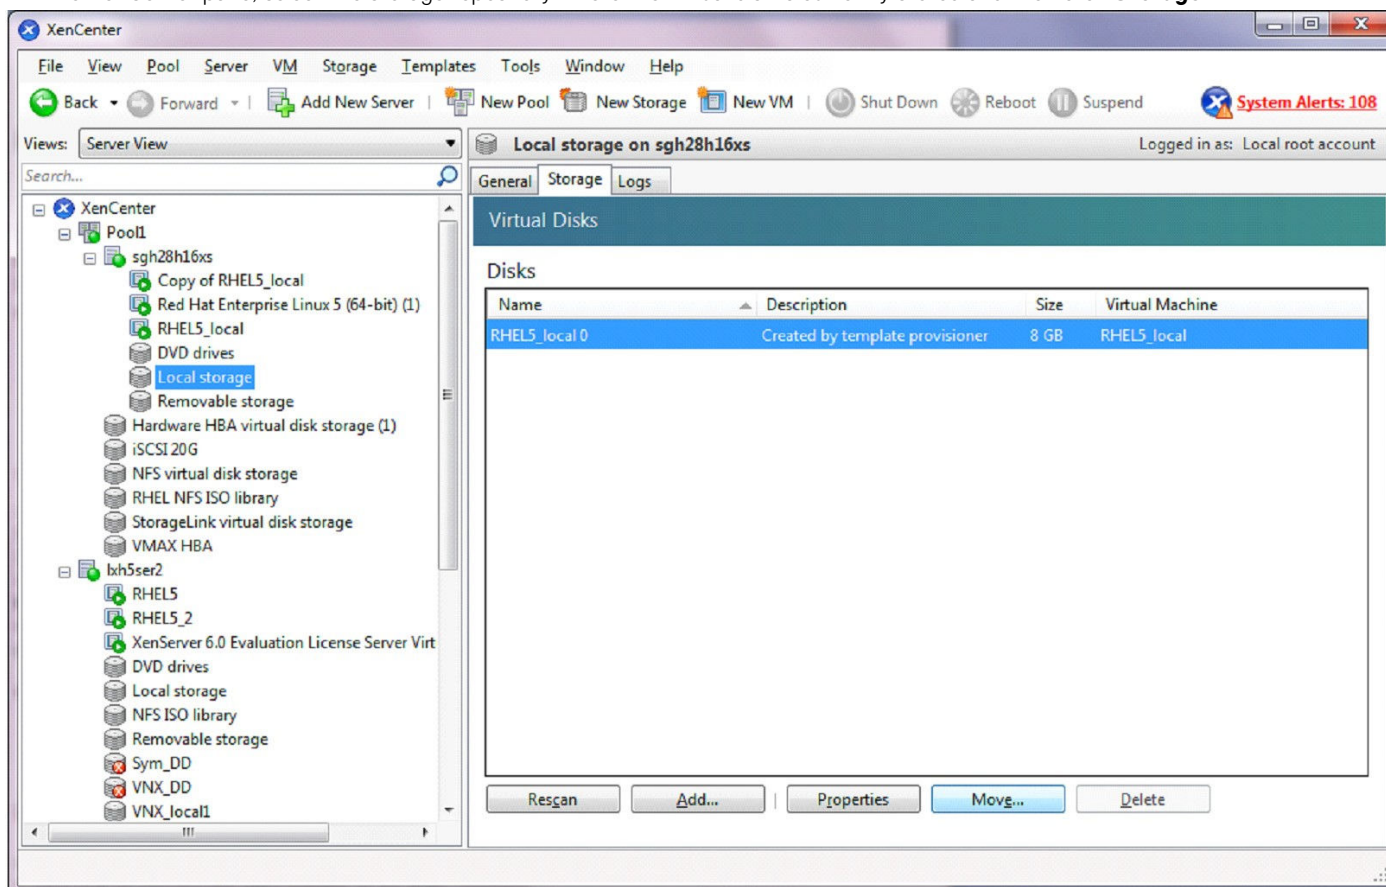 XenCenter
File View Pool Server VM Storage Templates Tools Window Help
Back Forward Add New Server New Pool New Storage New VM Shut Down Reboot Suspend System Alerts: 108
Views: Server View Local storage on sgh28h16xs Logged in as: Local root account
Search... General Storage Logs
XenCenter
Pool1
Virtual Disks
sgh28h16xs
Copy of RHEL5_local
Disks
Red Hat Enterprise Linux 5 (64-bit) (1)
Name Description Size Virtual Machine
RHEL5_local
RHEL5_local 0 Created by template provisioner 8 GB RHEL5_local
DVD drives
Local storage
Removable storage
Hardware HBA virtual disk storage (1)
iSCSI 20G
NFS virtual disk storage
RHEL NFS ISO library
StorageLink virtual disk storage
VMAX HBA
lxh5ser2
RHEL5
RHEL5_2
XenServer 6.0 Evaluation License Server Virt
DVD drives
Local storage
NFS ISO library
Removable storage
Sym_DD
VNX_DD
VNX_local1
Rescan Add... Properties Move... Delete